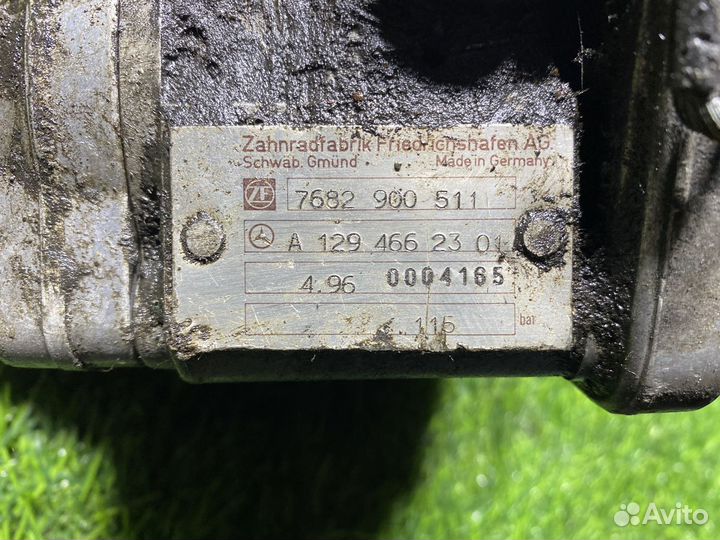 Zahnradfabrik Friedrichshafen AG.
Schwäb. Gmünd Made in Germany
ZF 7682 900 511
A 129 466 23 01
4.96 0004165
115 bar
Avito